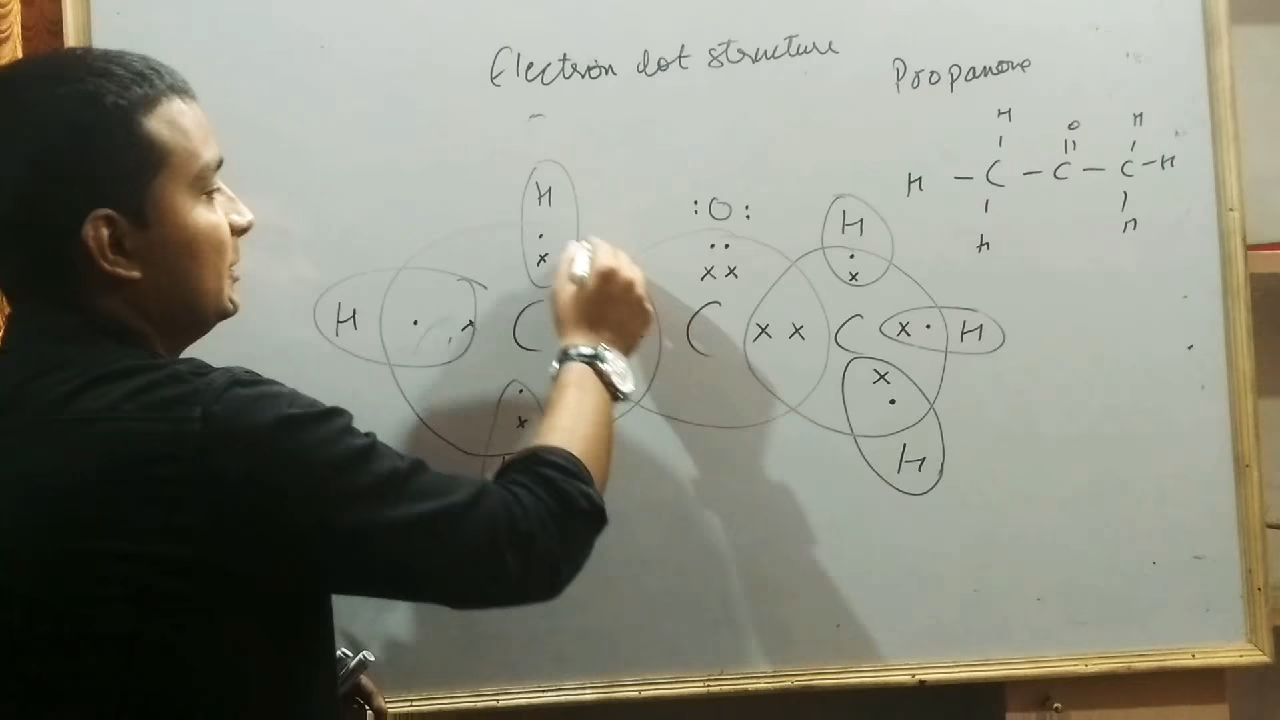 Electron dot structure
Propanone
H O H
H – C – C – C – H
H H
H :O: H
H . x C C x x C x . H
H